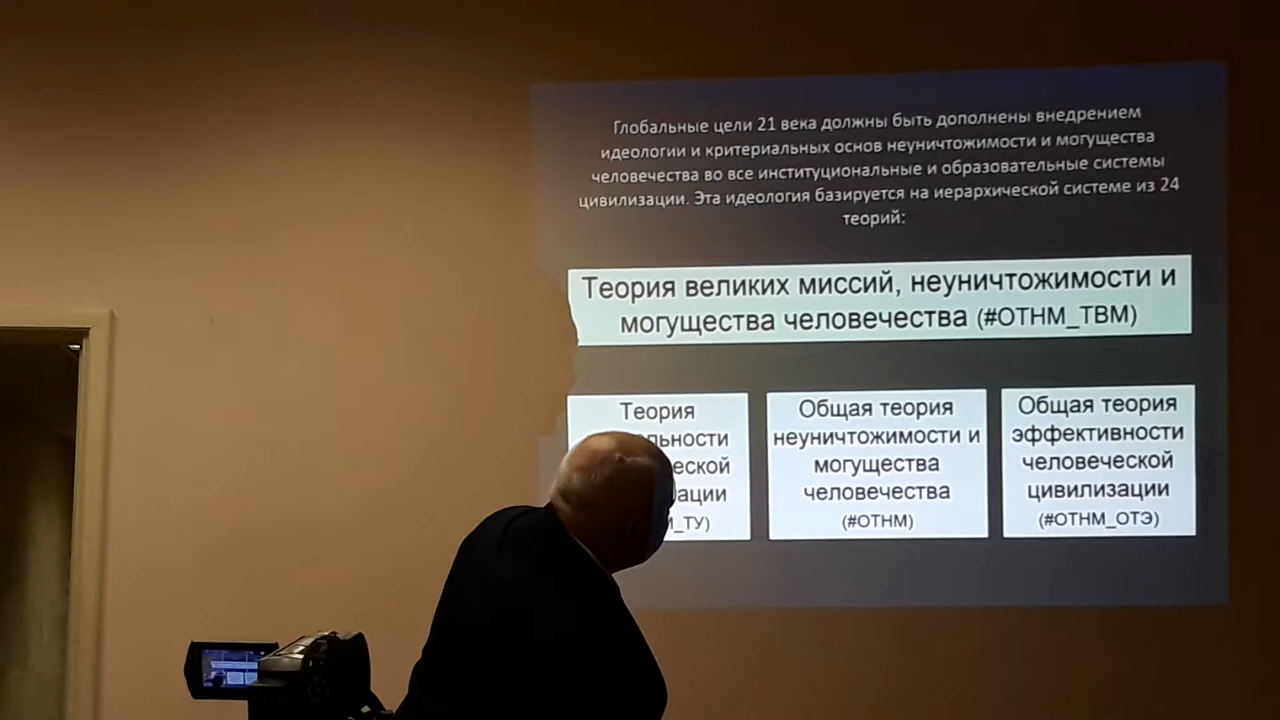 Глобальные цели 21 века должны быть дополнены внедрением
идеологии и критериальных основ неуничтожимости и могущества
человечества во все институциональные и образовательные системы
цивилизации. Эта идеология базируется на иерархической системе из 24
теорий:
Теория великих миссий, неуничтожимости и
могущества человечества (#ОТНМ_ТВМ)
Теория
Общая теория
неуничтожимости и
могущества
человечества
(#ОТНМ)
Общая теория
эффективности
человеческой
цивилизации
(#ОТНМ_ОТЭ)